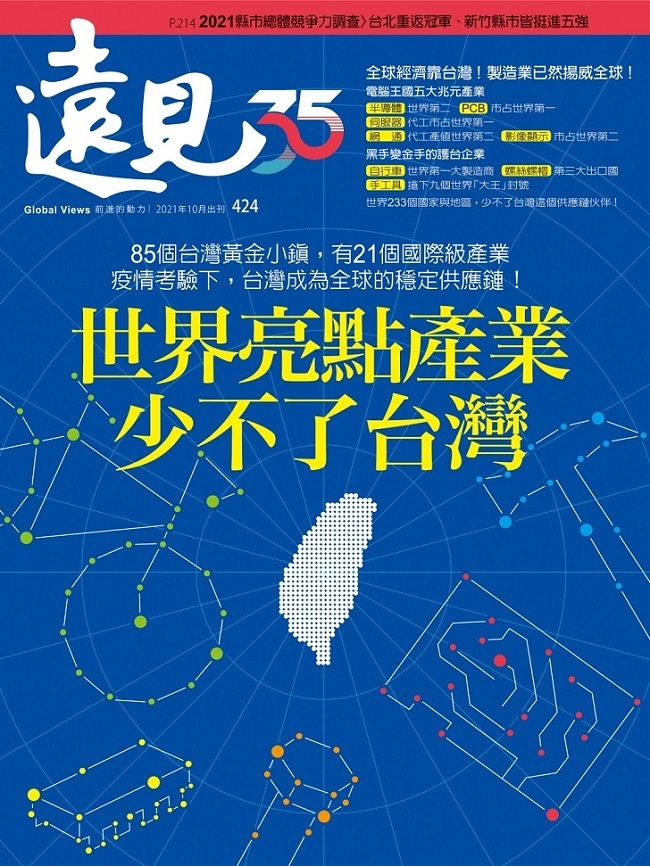 P.214 2021縣市總體競爭力調查〉台北重返冠軍、新竹縣市皆挺進五強
遠見35
Global Views 前進的動力｜2021年10月出刊 424
全球經濟靠台灣！製造業已然揚威全球！
電腦王國五大兆元產業
半導體 世界第二 PCB 市占世界第一
伺服器 代工市占世界第一
網通 代工產值世界第二 影像顯示 市占世界第二
黑手變金手的護台企業
自行車 世界第一大製造商 螺絲螺帽 第三大出口國
手工具 搶下九個世界「大王」封號
世界233個國家與地區，少不了台灣這個供應鏈伙伴！
85個台灣黃金小鎮，有21個國際級產業
疫情考驗下，台灣成為全球的穩定供應鏈！
世界亮點產業
少不了台灣